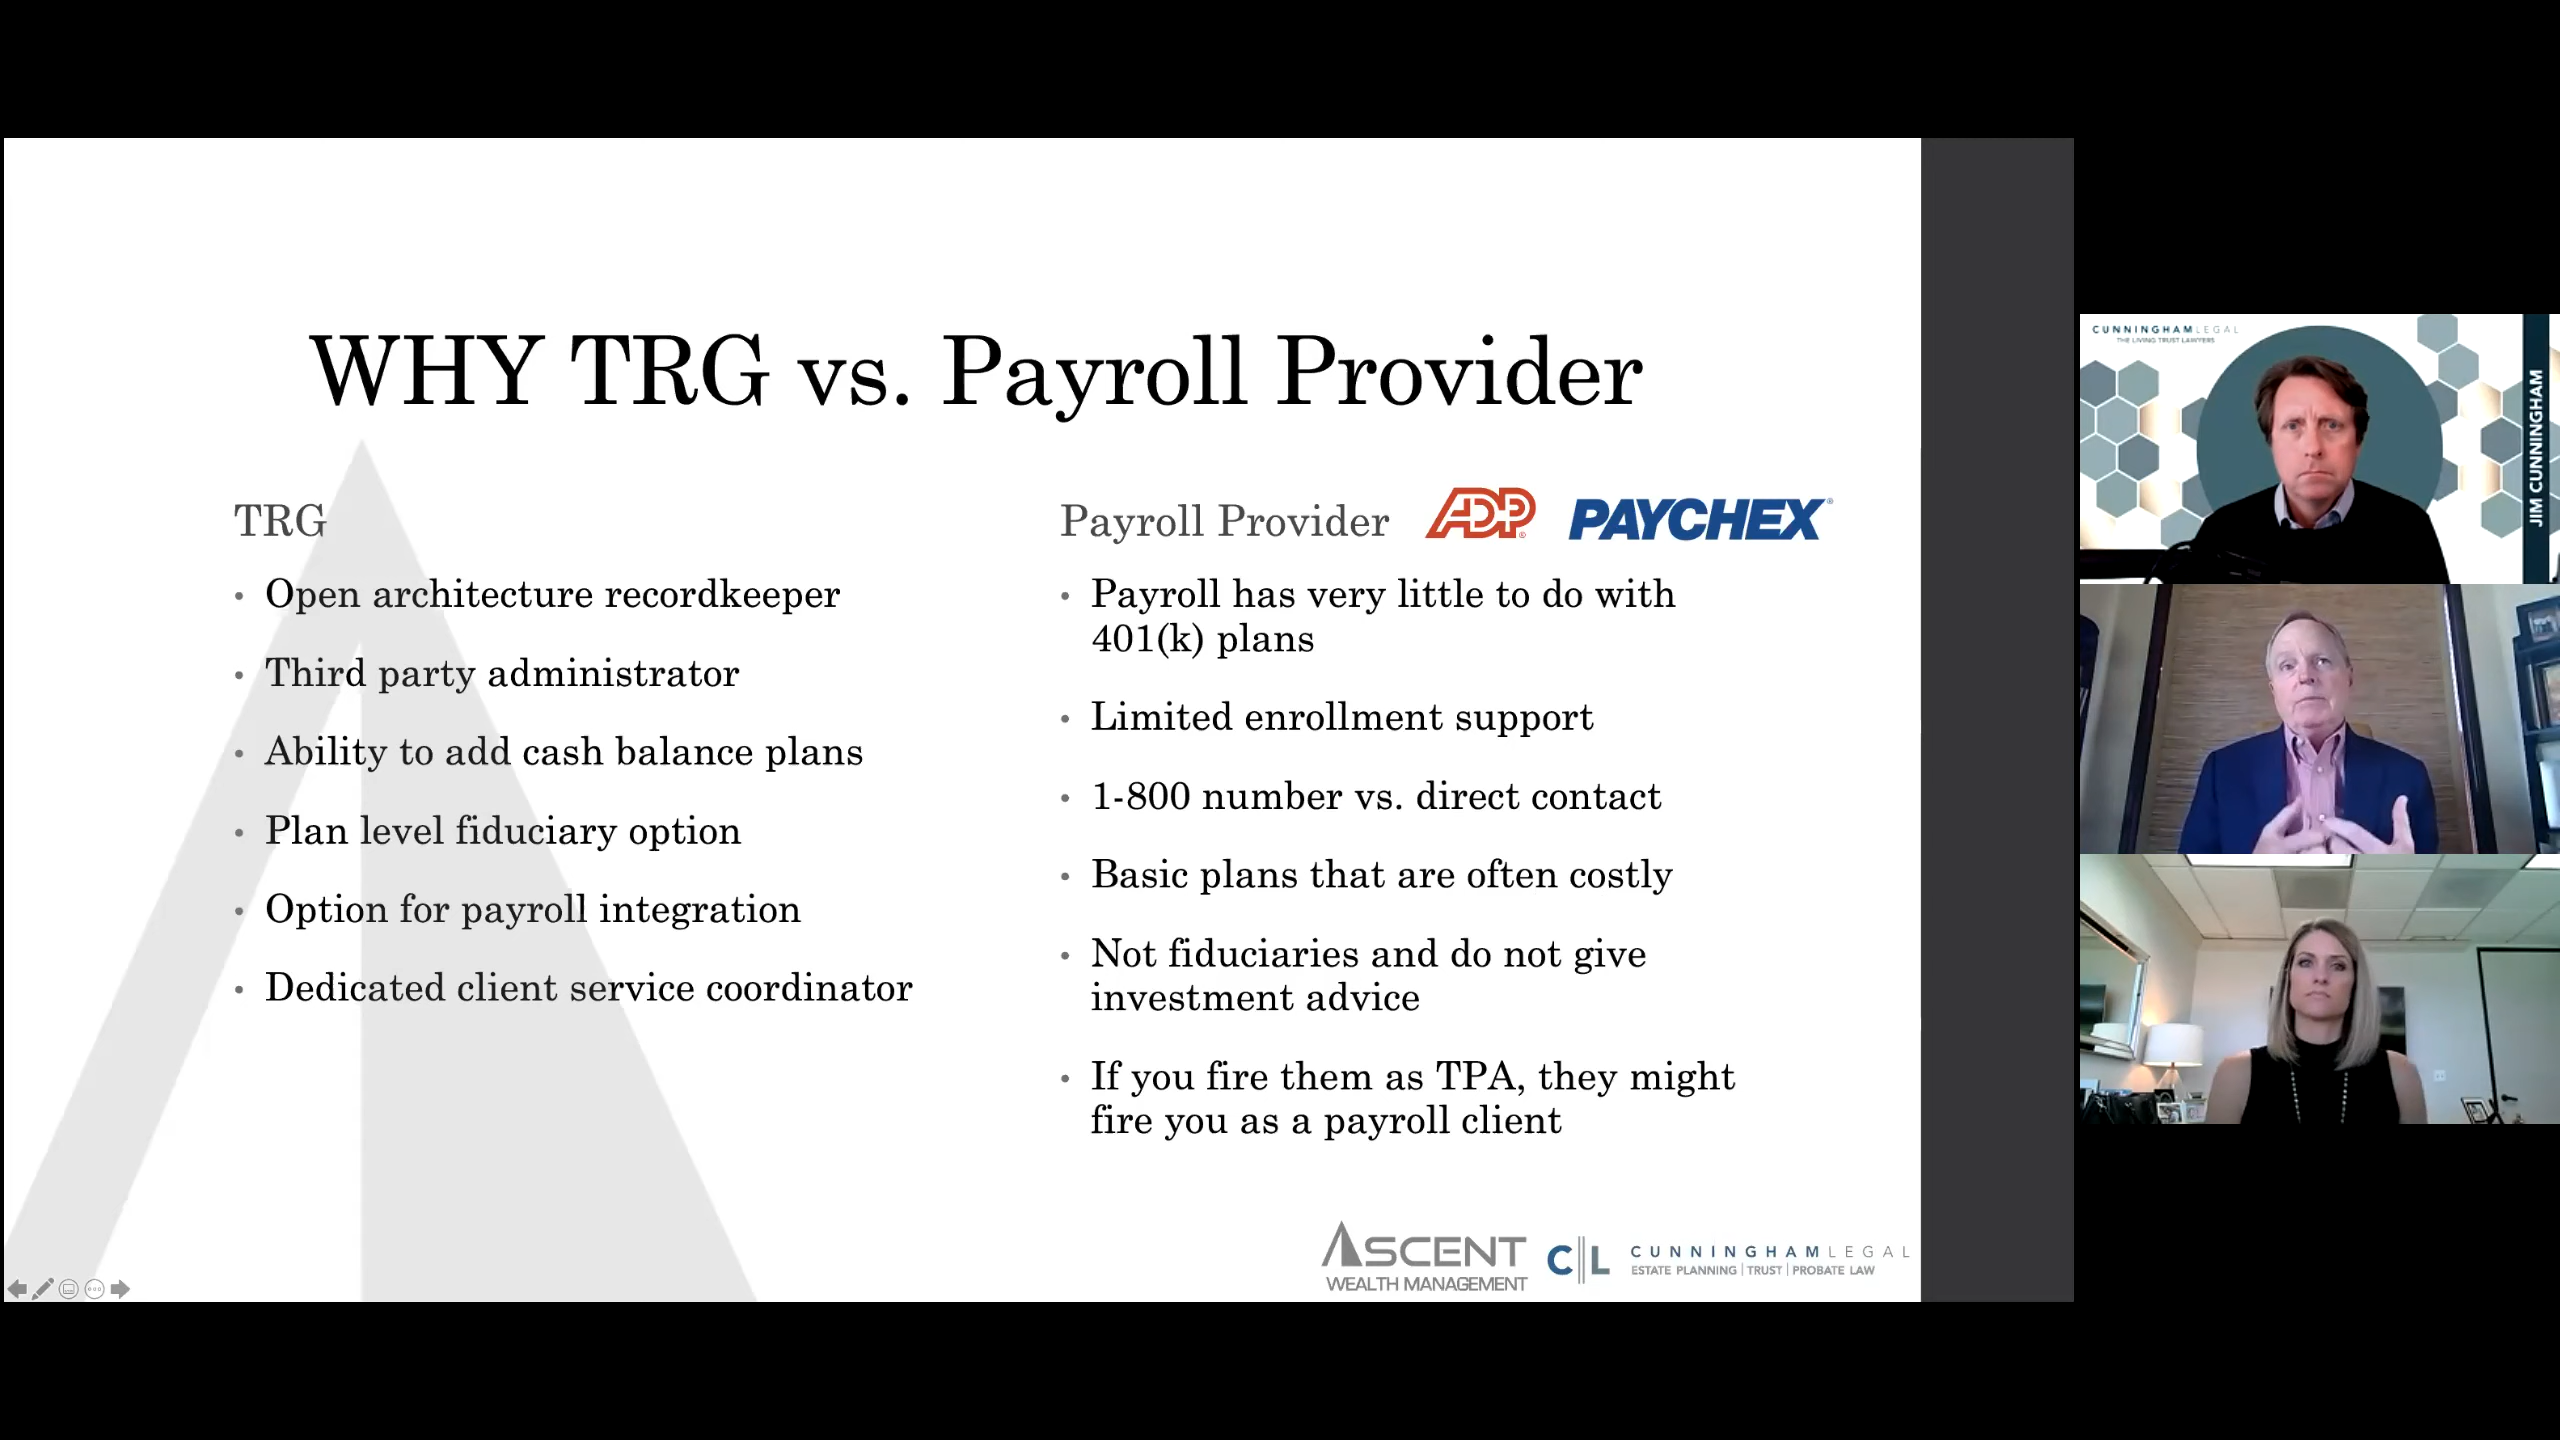 WHY TRG vs. Payroll Provider
TRG
• Open architecture recordkeeper
• Third party administrator
• Ability to add cash balance plans
• Plan level fiduciary option
• Option for payroll integration
• Dedicated client service coordinator
Payroll Provider ADP® PAYCHEX®
• Payroll has very little to do with
401(k) plans
• Limited enrollment support
• 1-800 number vs. direct contact
• Basic plans that are often costly
• Not fiduciaries and do not give
investment advice
• If you fire them as TPA, they might
fire you as a payroll client
ASCENT
WEALTH MANAGEMENT
C||L
CUNNINGHAMLEGAL
ESTATE PLANNING | TRUST | PROBATE LAW
CUNNINGHAMLEGAL
THE LIVING TRUST LAWYERS
JIM CUNNINGHAM